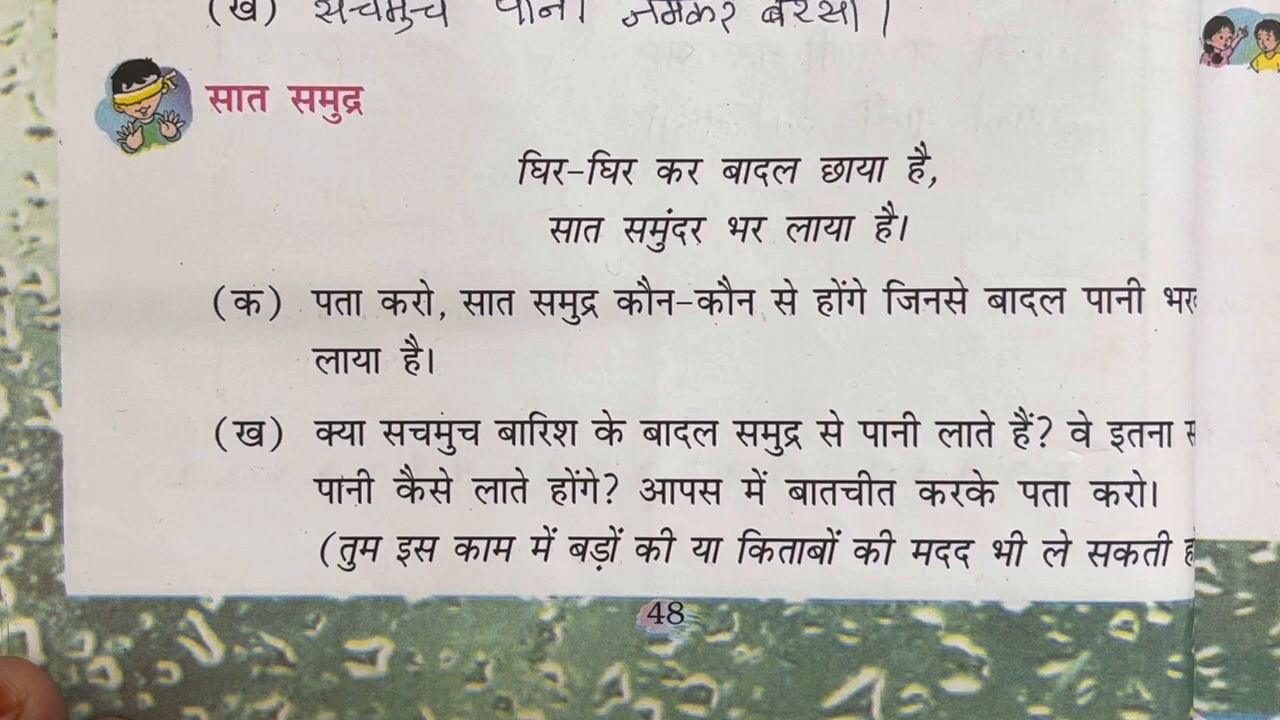 (ख) सचमुच पानी जमकर बरसा।
सात समुद्र
घिर-घिर कर बादल छाया है,
सात समुंदर भर लाया है।
(क) पता करो, सात समुद्र कौन-कौन से होंगे जिनसे बादल पानी
लाया है।
(ख) क्या सचमुच बारिश के बादल समुद्र से पानी लाते हैं? वे इतना
पानी कैसे लाते होंगे? आपस में बातचीत करके पता करो।
(तुम इस काम में बड़ों की या किताबों की मदद भी ले सकती
48